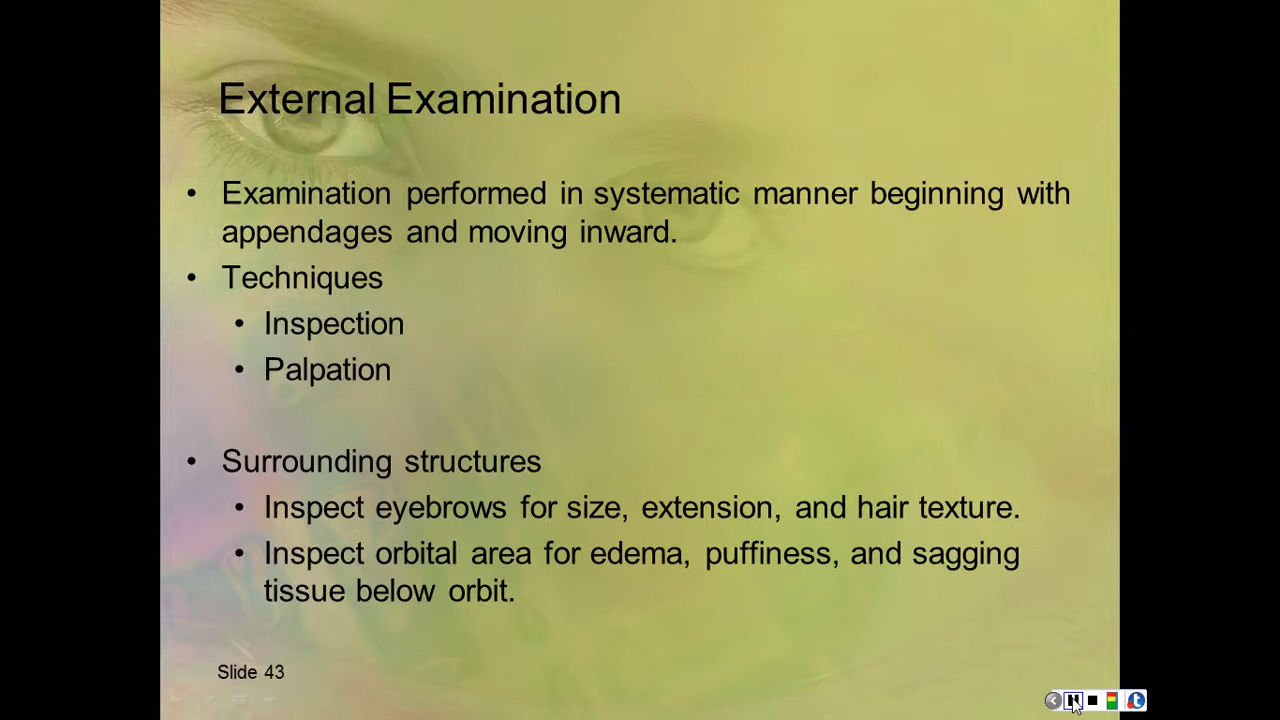 External Examination
• Examination performed in systematic manner beginning with
appendages and moving inward.
• Techniques
• Inspection
• Palpation
• Surrounding structures
• Inspect eyebrows for size, extension, and hair texture.
• Inspect orbital area for edema, puffiness, and sagging
tissue below orbit.
Slide 43